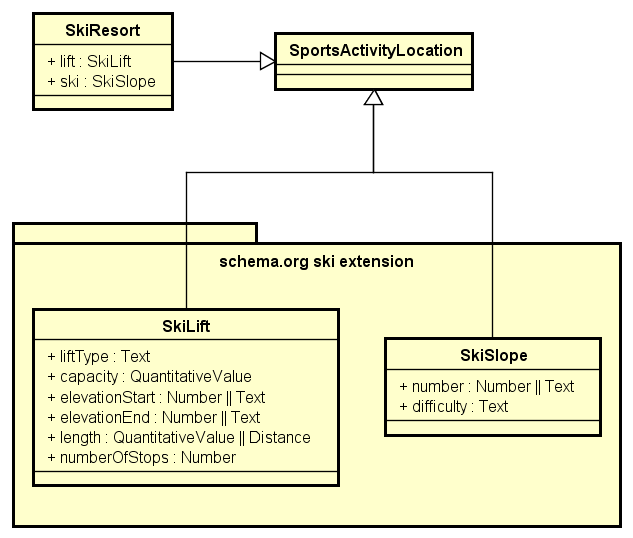 SkiResort
+ lift : SkiLift
+ ski : SkiSlope
SportsActivityLocation
schema.org ski extension
SkiLift
+ liftType : Text
+ capacity : QuantitativeValue
+ elevationStart : Number || Text
+ elevationEnd : Number || Text
+ length : QuantitativeValue || Distance
+ numberOfStops : Number
SkiSlope
+ number : Number || Text
+ difficulty : Text